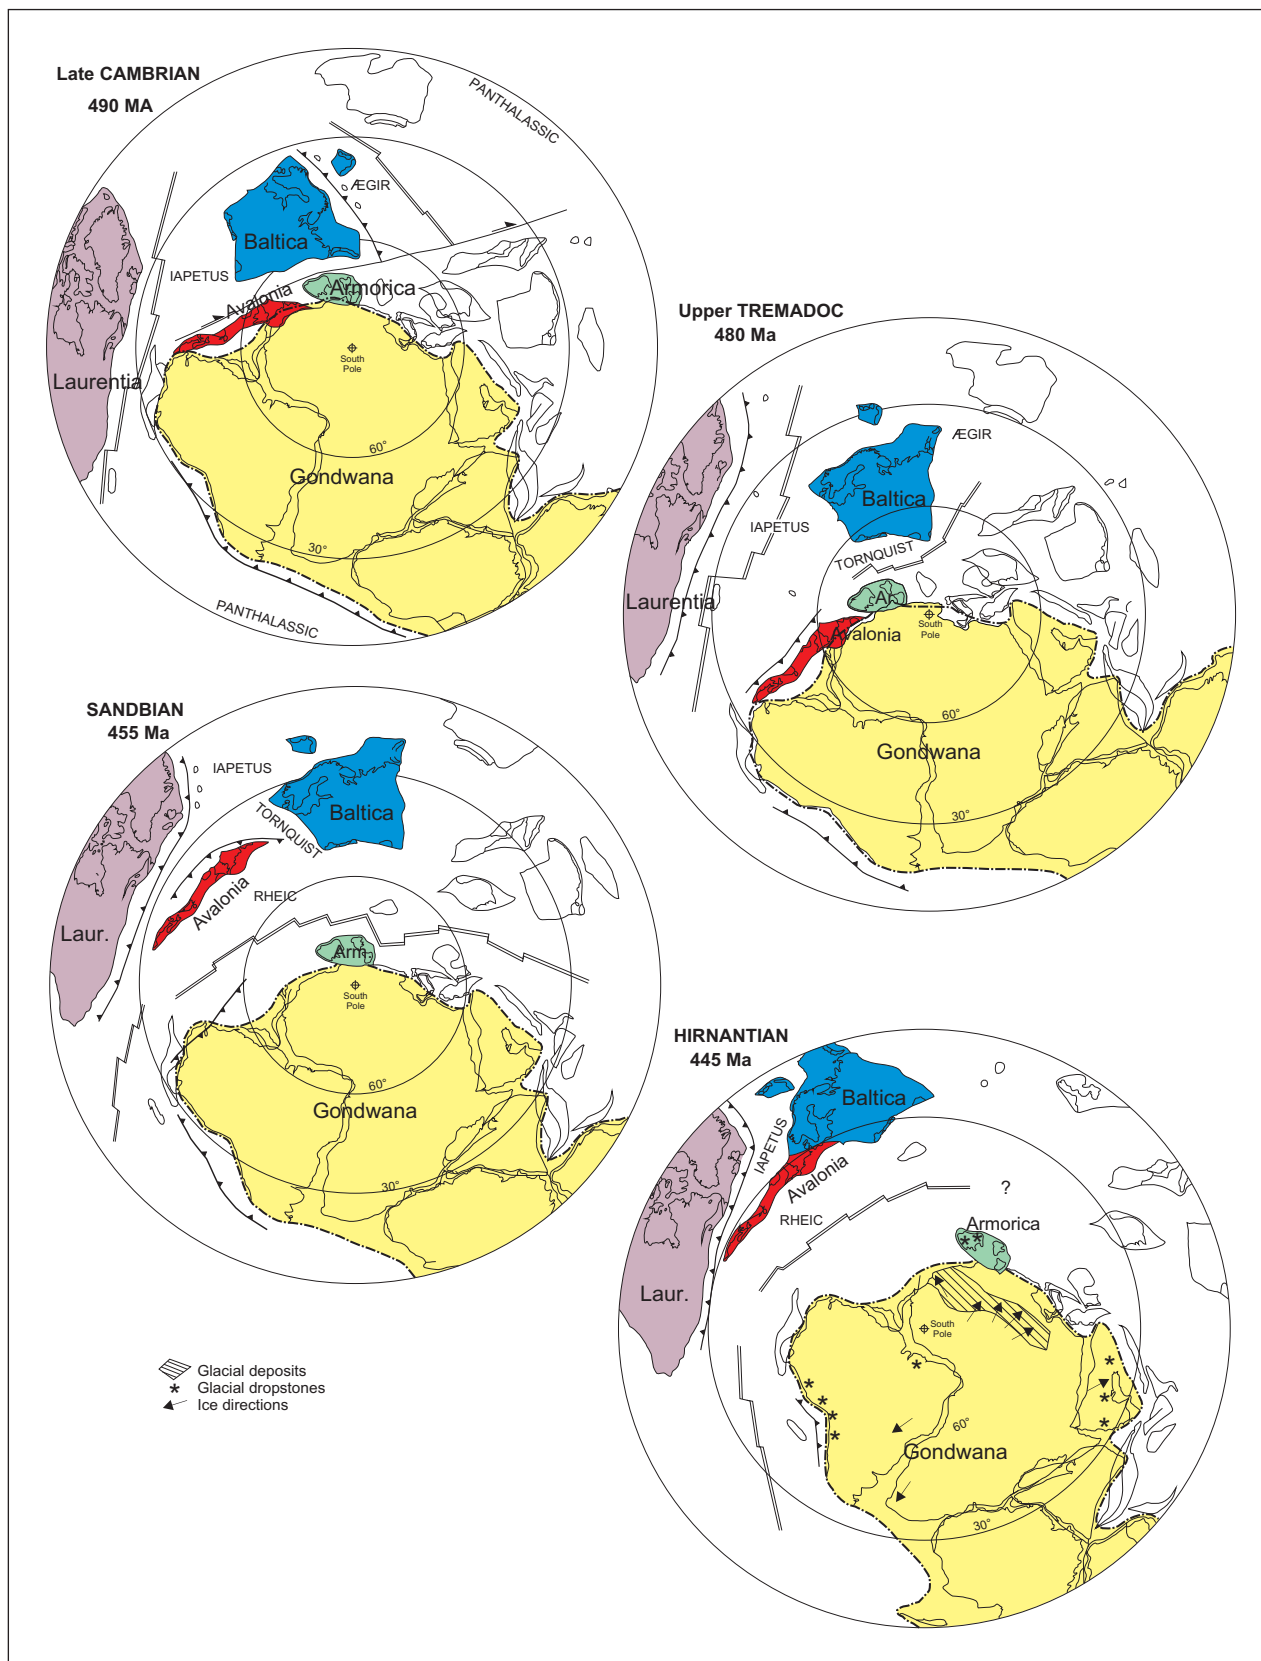 Late CAMBRIAN
490 MA
PANTHALASSIC
ÆGIR
Baltica
IAPETUS
Avalonia
Armorica
South
Pole
Laurentia
60°
Gondwana
30°
PANTHALASSIC
Upper TREMADOC
480 Ma
ÆGIR
Baltica
IAPETUS
TORNQUIST
Ar.
Laurentia
Avalonia
South
Pole
60°
Gondwana
30°
SANDBIAN
455 Ma
IAPETUS
Baltica
TORNQUIST
Avalonia
RHEIC
Laur.
Arm.
South
Pole
60°
Gondwana
30°
HIRNANTIAN
445 Ma
Baltica
IAPETUS
Avalonia
?
RHEIC
Armorica
Laur.
South
Pole
60°
Gondwana
30°
Glacial deposits
Glacial dropstones
Ice directions